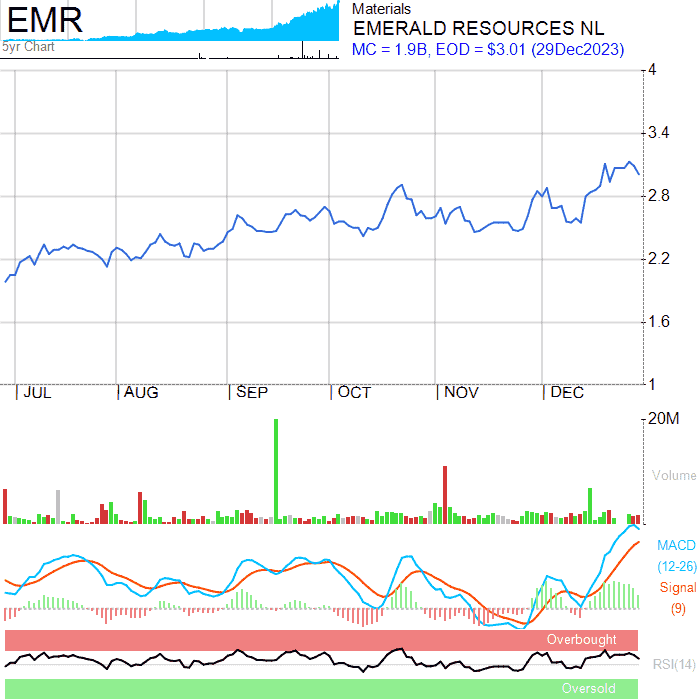 EMR
5yr Chart
Materials
EMERALD RESOURCES NL
MC = 1.9B, EOD = $3.01 (29Dec2023)
4
3.4
2.8
2.2
1.6
1
JUL AUG SEP OCT NOV DEC
20M
Volume
MACD
(12-26)
Signal
(9)
Overbought
RSI(14)
Oversold